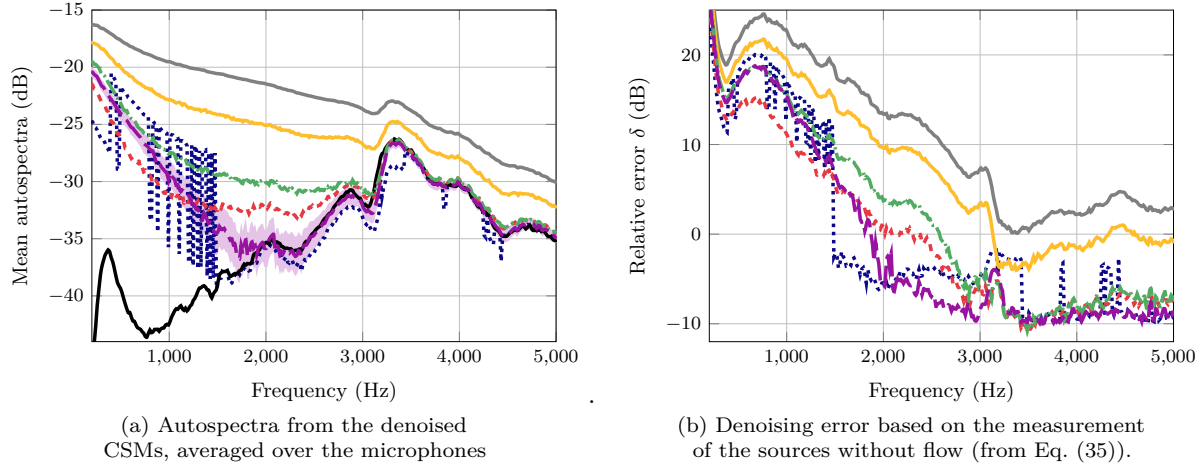 −15
−20
−25
−30
−35
−40
Mean autospectra (dB)
1,000 2,000 3,000 4,000 5,000
Frequency (Hz)
(a) Autospectra from the denoised
CSMs, averaged over the microphones
.
20
10
0
−10
Relative error δ (dB)
1,000 2,000 3,000 4,000 5,000
Frequency (Hz)
(b) Denoising error based on the measurement
of the sources without flow (from Eq. (35)).